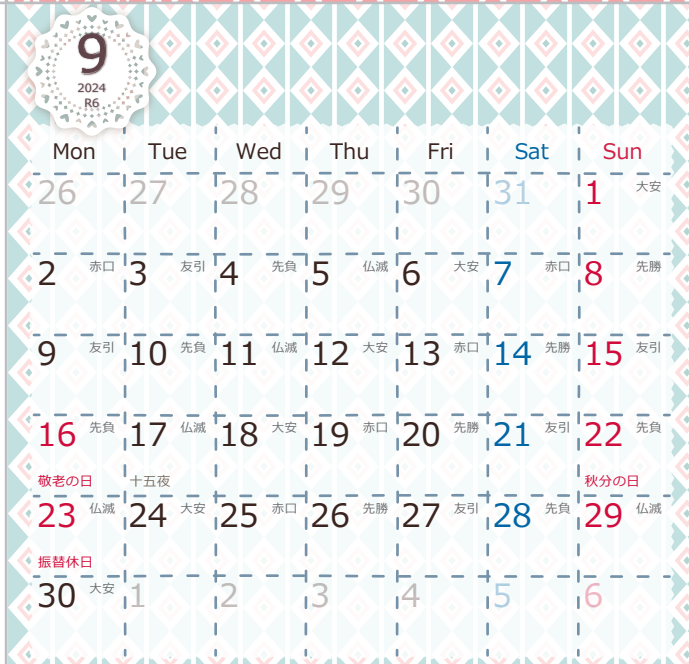 9
2024
R6
Mon Tue Wed Thu Fri Sat Sun
26 27 28 29 30 31 1 大安
2 赤口 3 友引 4 先負 5 仏滅 6 大安 7 赤口 8 先勝
9 友引 10 先負 11 仏滅 12 大安 13 赤口 14 先勝 15 友引
16 先負 17 仏滅 18 大安 19 赤口 20 先勝 21 友引 22 先負
敬老の日 十五夜 秋分の日
23 仏滅 24 大安 25 赤口 26 先勝 27 友引 28 先負 29 仏滅
振替休日
30 大安 1 2 3 4 5 6